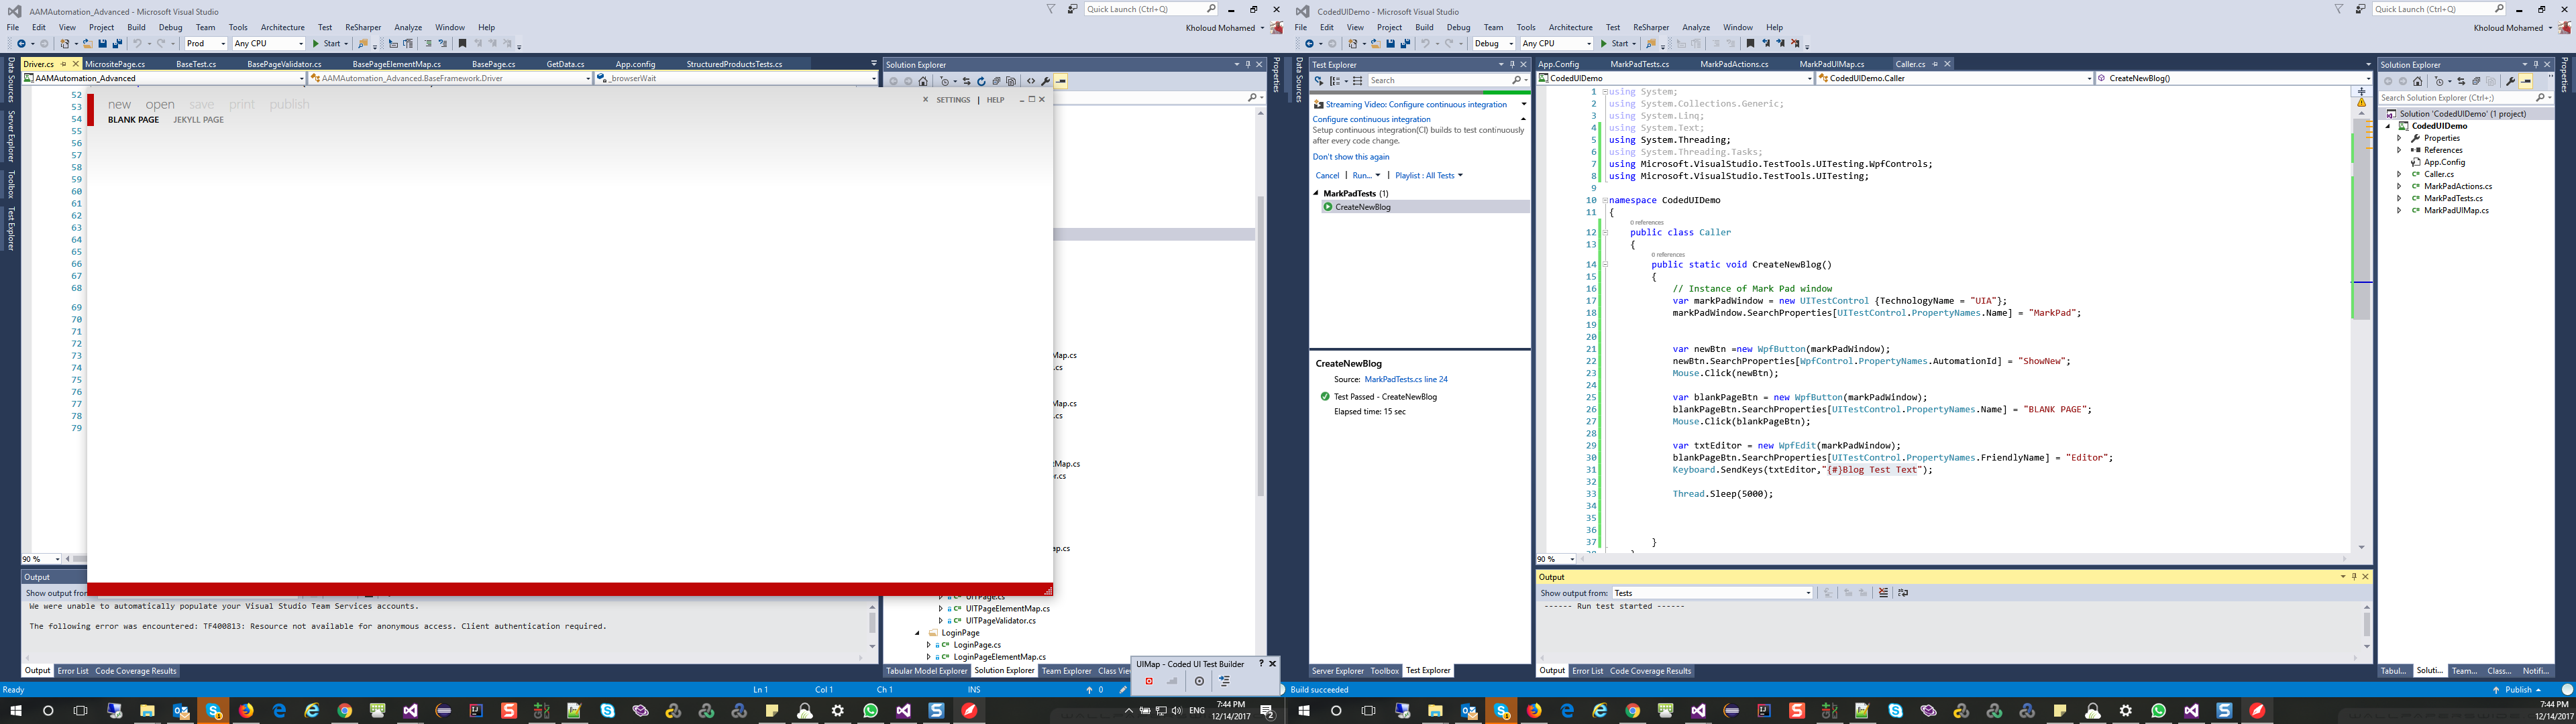 AAMAutomation_Advanced - Microsoft Visual Studio
Quick Launch (Ctrl+Q)
File Edit View Project Build Debug Team Tools Architecture Test ReSharper Analyze Window Help
Kholoud Mohamed
Prod Any CPU Start
Driver.cs MicrositePage.cs BaseTest.cs BasePageValidator.cs BasePageElementMap.cs BasePage.cs GetData.cs App.config StructuredProductsTests.cs
AAMAutomation_Advanced AAMAutomation_Advanced.BaseFramework.Driver _browserWait
Data Sources
Server Explorer
Toolbox
Test Explorer
52
53
54
55
56
57
58
59
60
61
62
63
64
65
66
67
68
69
70
71
72
73
74
75
76
77
78
79
new open save print publish
BLANK PAGE JEKYLL PAGE
× SETTINGS | HELP
90 %
Output
Show output from:
We were unable to automatically populate your Visual Studio Team Services accounts.
The following error was encountered: TF400813: Resource not available for anonymous access. Client authentication required.
Output Error List Code Coverage Results
Solution Explorer
Map.cs
.cs
Map.cs
.cs
tMap.cs
or.cs
ap.cs
UITPage.cs
UITPageElementMap.cs
UITPageValidator.cs
LoginPage
LoginPage.cs
LoginPageElementMap.cs
Tabular Model Explorer Solution Explorer Team Explorer Class View
Properties
UIMap - Coded UI Test Builder ? ×
Ready Ln 1 Col 1 Ch 1 INS 0
ENG 7:44 PM
12/14/2017 2
CodedUIDemo - Microsoft Visual Studio
Quick Launch (Ctrl+Q)
File Edit View Project Build Debug Team Tools Architecture Test ReSharper Analyze Window Help
Kholoud Mohamed
Debug Any CPU Start
Data Sources
Test Explorer
Search
Streaming Video: Configure continuous integration
Configure continuous integration
Setup continuous integration(CI) builds to test continuously
after every code change.
Don't show this again
Cancel | Run... | Playlist : All Tests
MarkPadTests (1)
CreateNewBlog
CreateNewBlog
Source: MarkPadTests.cs line 24
Test Passed - CreateNewBlog
Elapsed time: 15 sec
Server Explorer Toolbox Test Explorer
App.Config MarkPadTests.cs MarkPadActions.cs MarkPadUIMap.cs Caller.cs
CodedUIDemo CodedUIDemo.Caller CreateNewBlog()
1 using System;
2 using System.Collections.Generic;
3 using System.Linq;
4 using System.Text;
5 using System.Threading;
6 using System.Threading.Tasks;
7 using Microsoft.VisualStudio.TestTools.UITesting.WpfControls;
8 using Microsoft.VisualStudio.TestTools.UITesting;
9
10 namespace CodedUIDemo
11 {
0 references
12 public class Caller
13 {
0 references
14 public static void CreateNewBlog()
15 {
16 // Instance of Mark Pad window
17 var markPadWindow = new UITestControl {TechnologyName = "UIA"};
18 markPadWindow.SearchProperties[UITestControl.PropertyNames.Name] = "MarkPad";
19
20
21 var newBtn =new WpfButton(markPadWindow);
22 newBtn.SearchProperties[WpfControl.PropertyNames.AutomationId] = "ShowNew";
23 Mouse.Click(newBtn);
24
25 var blankPageBtn = new WpfButton(markPadWindow);
26 blankPageBtn.SearchProperties[UITestControl.PropertyNames.Name] = "BLANK PAGE";
27 Mouse.Click(blankPageBtn);
28
29 var txtEditor = new WpfEdit(markPadWindow);
30 blankPageBtn.SearchProperties[UITestControl.PropertyNames.FriendlyName] = "Editor";
31 Keyboard.SendKeys(txtEditor,"{#}Blog Test Text");
32
33 Thread.Sleep(5000);
34
35
36
37 }
90 %
Output
Show output from: Tests
------ Run test started ------
Output Error List Code Coverage Results
Solution Explorer
Search Solution Explorer (Ctrl+;)
Solution 'CodedUIDemo' (1 project)
CodedUIDemo
Properties
References
App.Config
Caller.cs
MarkPadActions.cs
MarkPadTests.cs
MarkPadUIMap.cs
Tabul... Soluti... Team... Class... Notifi...
Properties
Build succeeded
Publish
7:44 PM
12/14/2017